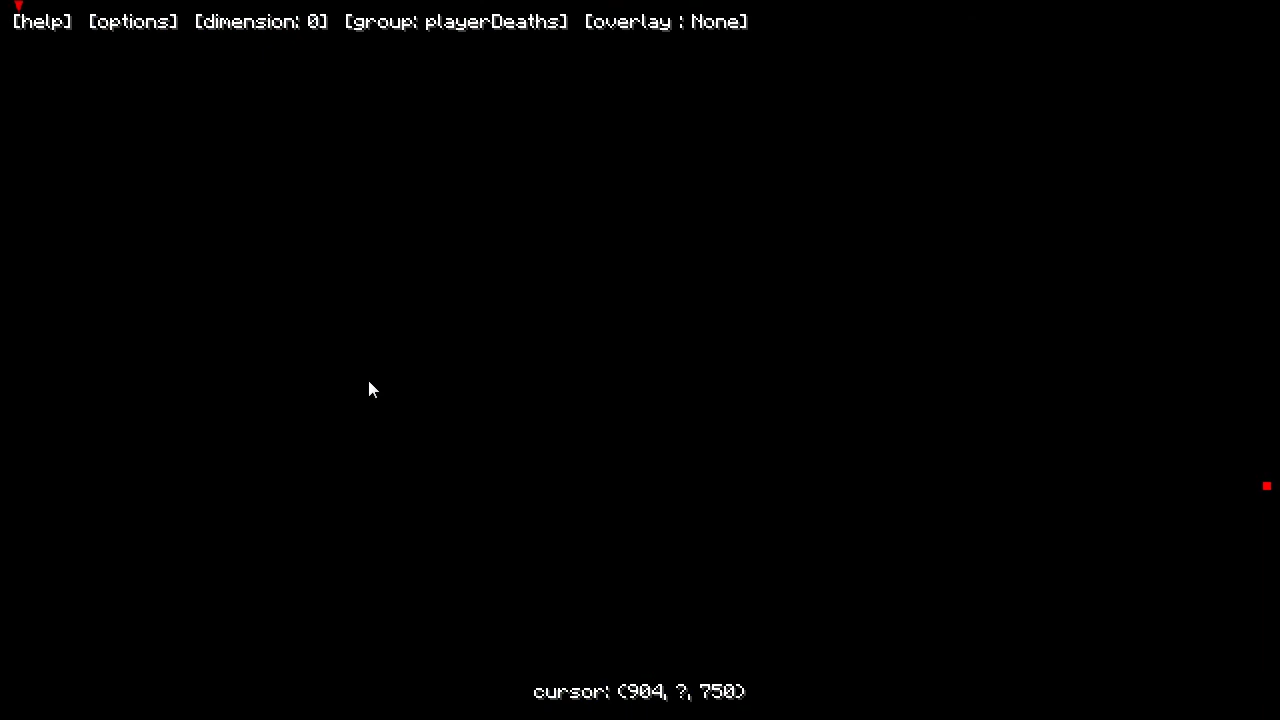 [help] [options] [dimension: 0] [group: playerDeaths] [overlay : None]
cursor: (904, ?, 750)